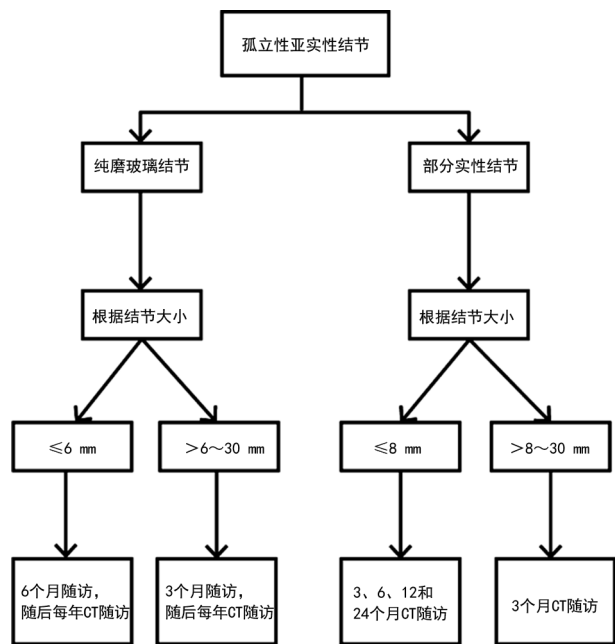 孤立性亚实性结节
纯磨玻璃结节
部分实性结节
根据结节大小
根据结节大小
≤6 mm
>6～30 mm
≤8 mm
>8～30 mm
6个月随访，
随后每年CT随访
3个月随访，
随后每年CT随访
3、6、12和
24个月CT随访
3个月CT随访